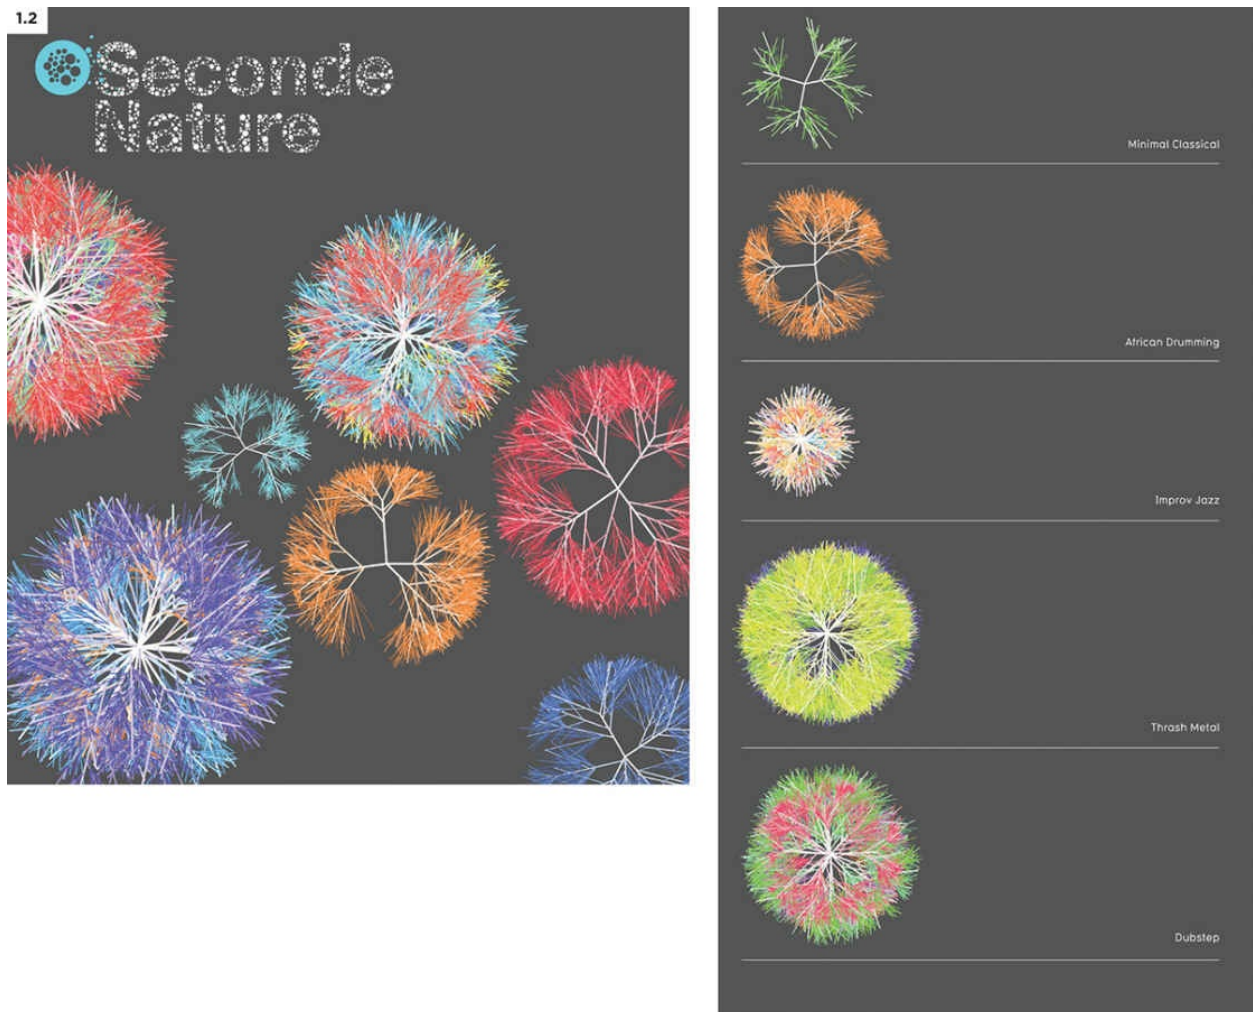 1.2
Seconde
Nature
Minimal Classical
African Drumming
Improv Jazz
Thrash Metal
Dubstep